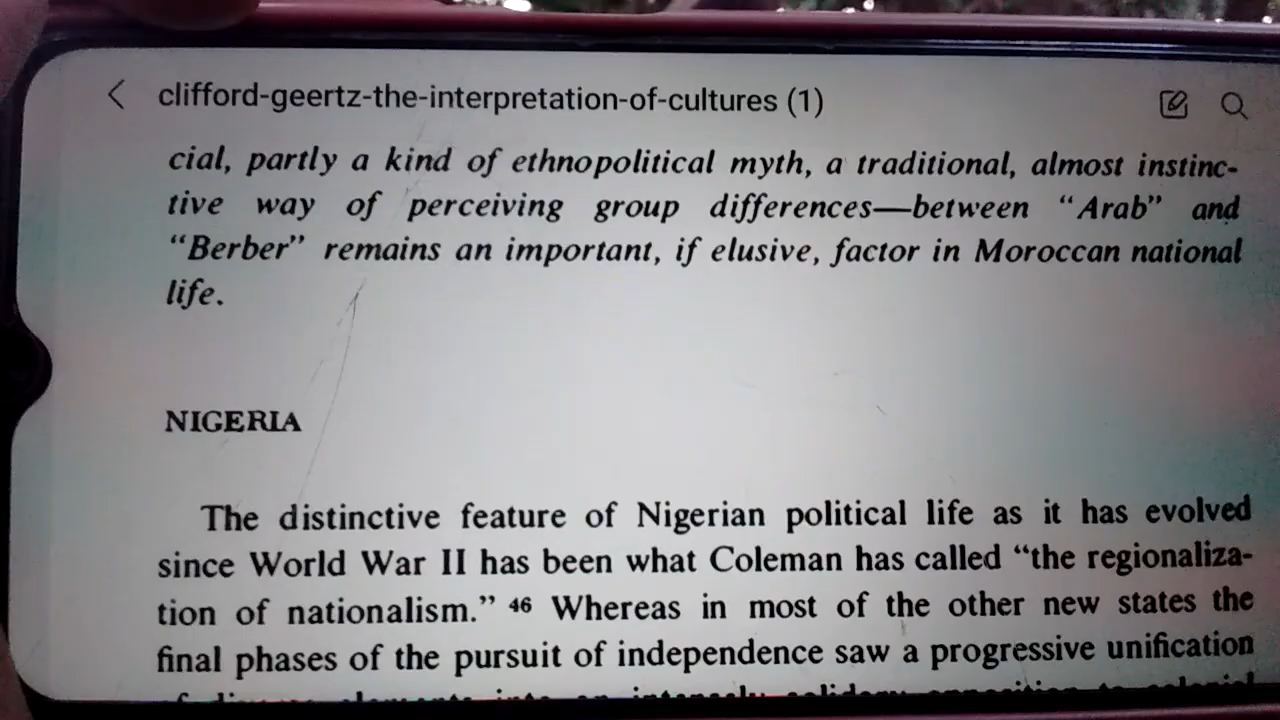 clifford-geertz-the-interpretation-of-cultures (1)
cial, partly a kind of ethnopolitical myth, a traditional, almost instinc-
tive way of perceiving group differences—between “Arab” and
“Berber” remains an important, if elusive, factor in Moroccan national
life.
NIGERIA
The distinctive feature of Nigerian political life as it has evolved
since World War II has been what Coleman has called “the regionaliza-
tion of nationalism.” 46 Whereas in most of the other new states the
final phases of the pursuit of independence saw a progressive unification